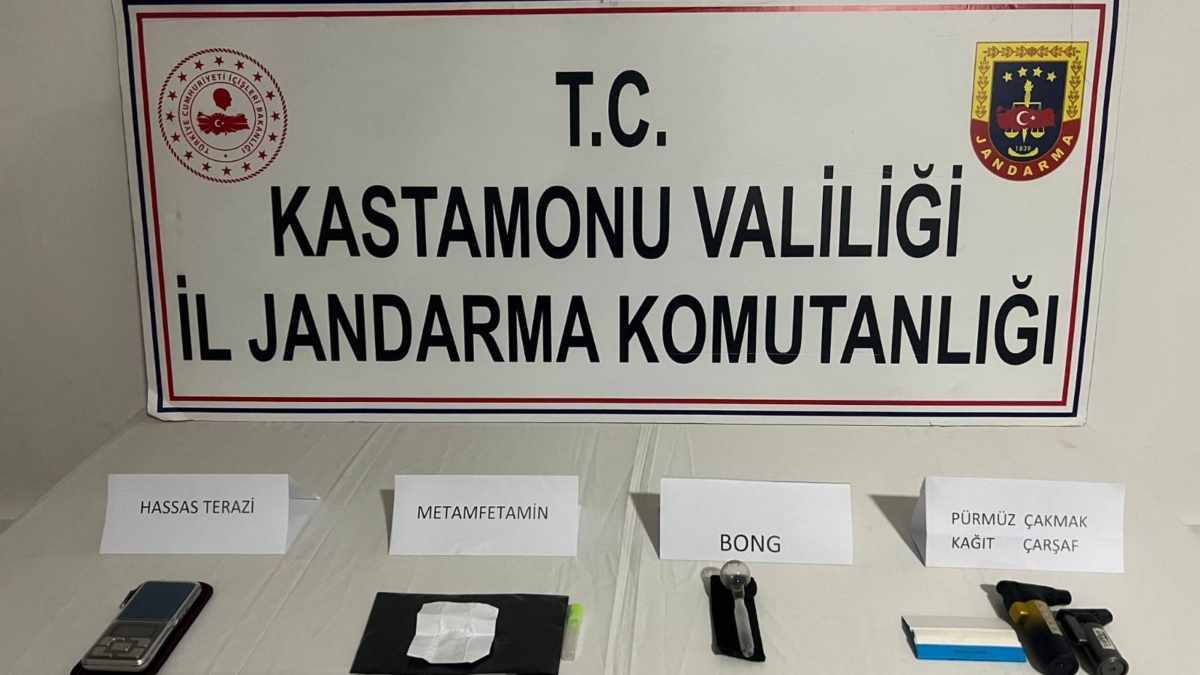 T.C.
KASTAMONU VALİLİĞİ
İL JANDARMA KOMUTANLIĞI
TÜRKİYE CUMHURİYETİ İÇİŞLERİ BAKANLIĞI
1839
JANDARMA
HASSAS TERAZİ
METAMFETAMİN
BONG
PÜRMÜZ ÇAKMAK
KAĞIT ÇARŞAF